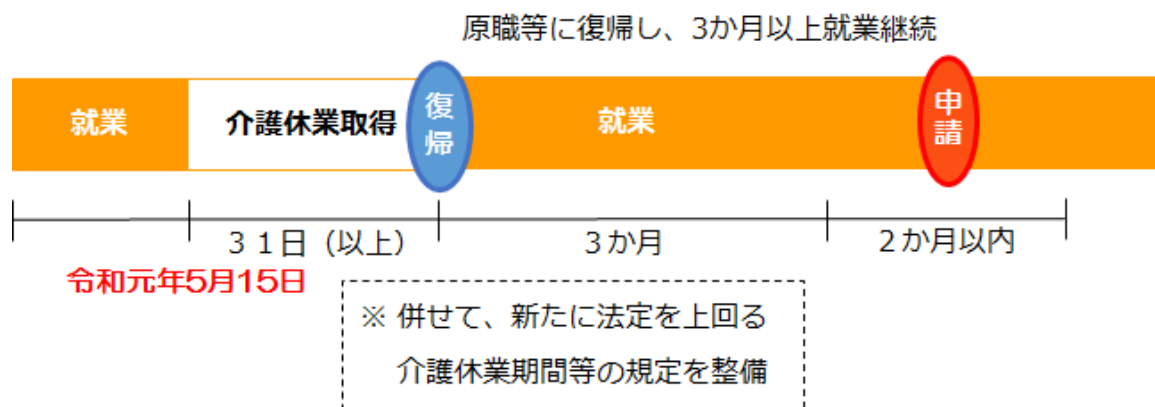 原職等に復帰し、3か月以上就業継続
就業
介護休業取得
復帰
就業
申請
３１日（以上）
３か月
２か月以内
令和元年5月15日
※ 併せて、新たに法定を上回る
介護休業期間等の規定を整備